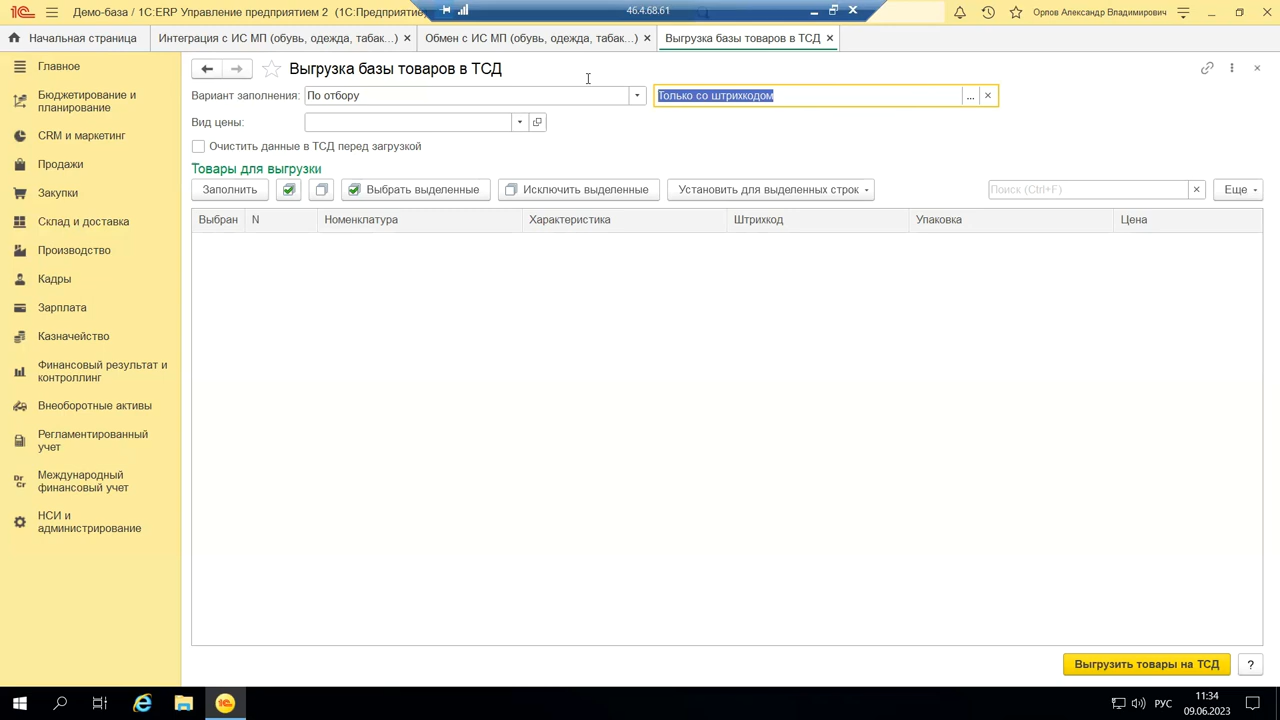 Демо-база / 1С:ERP Управление предприятием 2 (1С:Предприятие
46.4.68.61
Орлов Александр Владимирович
Начальная страница
Интеграция с ИС МП (обувь, одежда, табак...)
Обмен с ИС МП (обувь, одежда, табак...)
Выгрузка базы товаров в ТСД
Главное
Бюджетирование и
планирование
CRM и маркетинг
Продажи
Закупки
Склад и доставка
Производство
Кадры
Зарплата
Казначейство
Финансовый результат и
контроллинг
Внеоборотные активы
Регламентированный
учет
Международный
финансовый учет
НСИ и
администрирование
Выгрузка базы товаров в ТСД
Вариант заполнения: По отбору
Только со штрихкодом
...
Вид цены:
Очистить данные в ТСД перед загрузкой
Товары для выгрузки
Заполнить
Выбрать выделенные
Исключить выделенные
Установить для выделенных строк
Поиск (Ctrl+F)
Еще
Выбран N Номенклатура Характеристика Штрихкод Упаковка Цена
Выгрузить товары на ТСД
?
РУС
11:34
09.06.2023